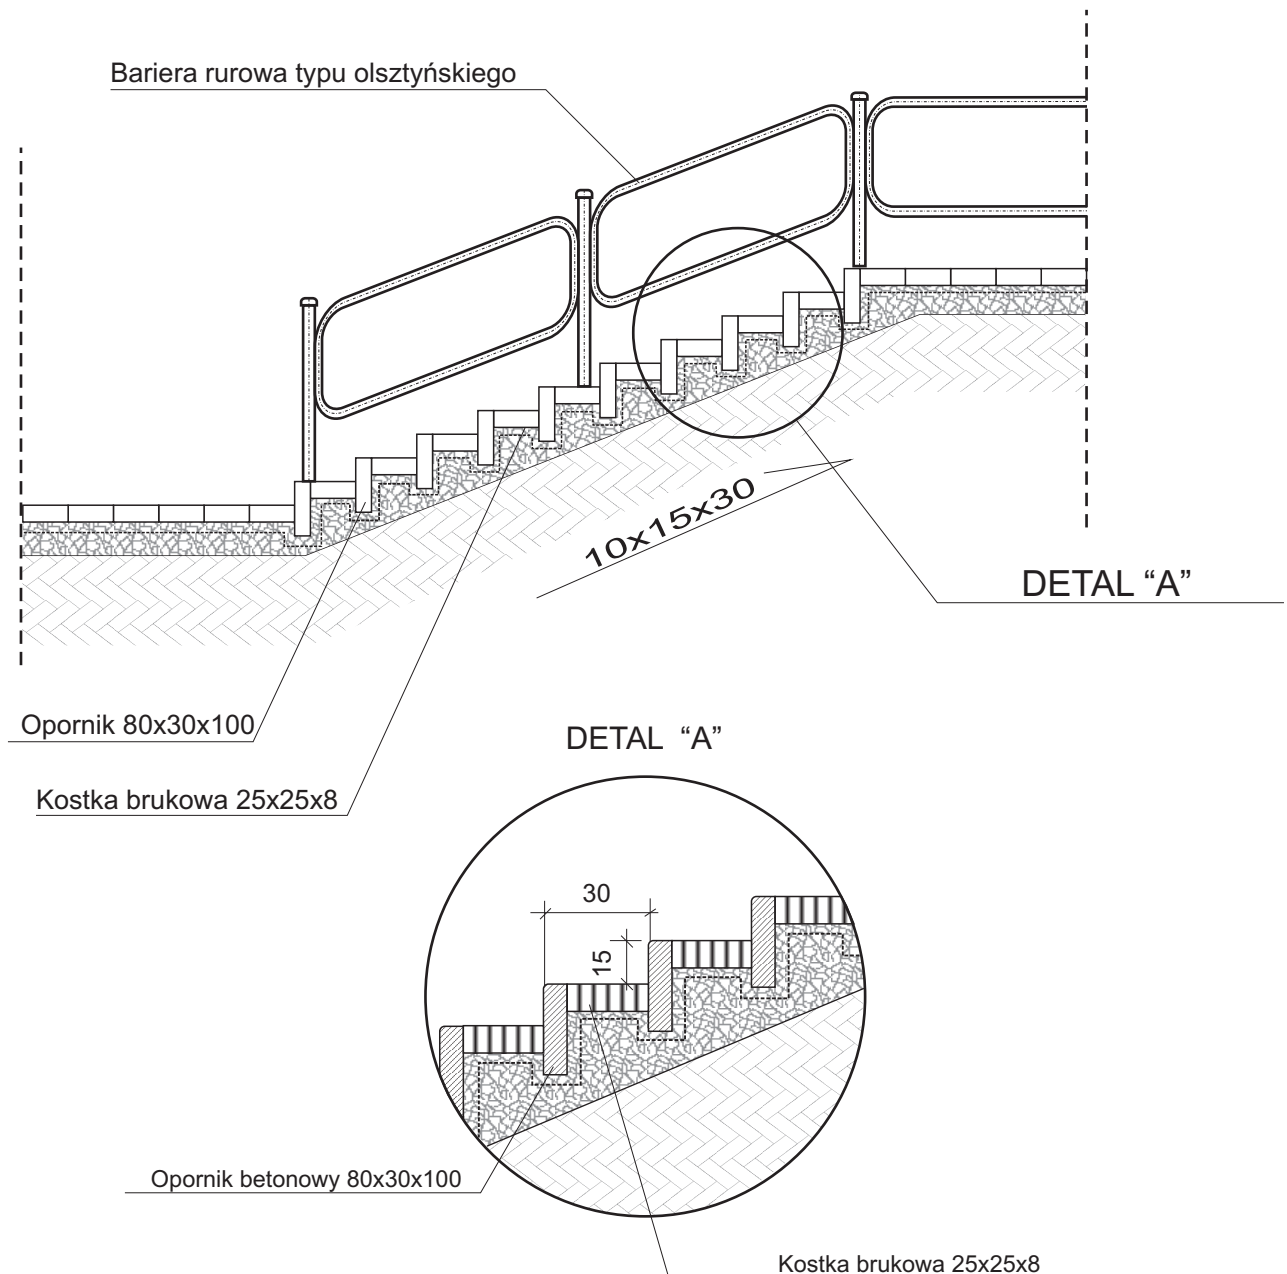 Bariera rurowa typu olsztyńskiego
10x15x30
DETAL “A”
Opornik 80x30x100
Kostka brukowa 25x25x8
DETAL “A”
30
15
Opornik betonowy 80x30x100
Kostka brukowa 25x25x8